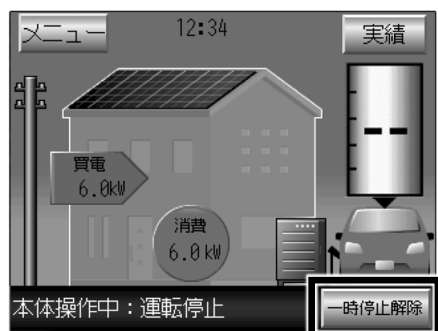 メニュー
12:34
実績
買電
6.0kW
消費
6.0kW
--
本体操作中：運転停止
一時停止解除